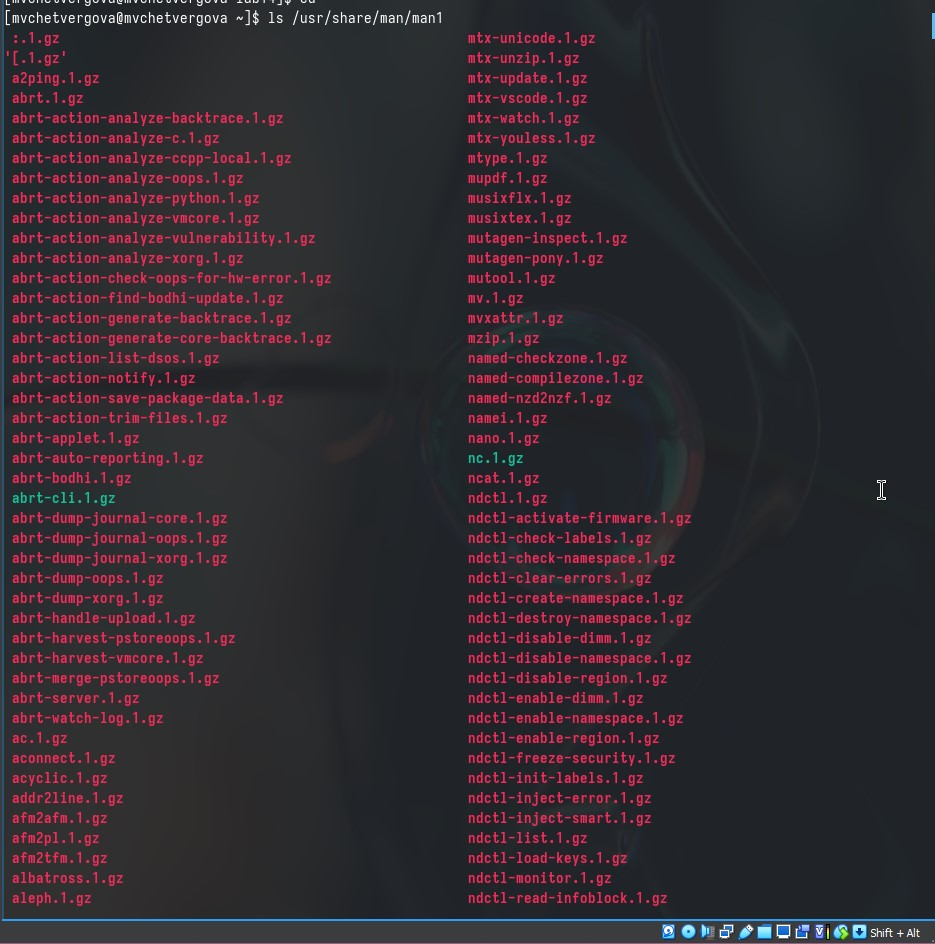 [mvchetvergova@mvchetvergova ~]$ ls /usr/share/man/man1
:.1.gz
'[.1.gz'
a2ping.1.gz
abrt.1.gz
abrt-action-analyze-backtrace.1.gz
abrt-action-analyze-c.1.gz
abrt-action-analyze-ccpp-local.1.gz
abrt-action-analyze-oops.1.gz
abrt-action-analyze-python.1.gz
abrt-action-analyze-vmcore.1.gz
abrt-action-analyze-vulnerability.1.gz
abrt-action-analyze-xorg.1.gz
abrt-action-check-oops-for-hw-error.1.gz
abrt-action-find-bodhi-update.1.gz
abrt-action-generate-backtrace.1.gz
abrt-action-generate-core-backtrace.1.gz
abrt-action-list-dsos.1.gz
abrt-action-notify.1.gz
abrt-action-save-package-data.1.gz
abrt-action-trim-files.1.gz
abrt-applet.1.gz
abrt-auto-reporting.1.gz
abrt-bodhi.1.gz
abrt-cli.1.gz
abrt-dump-journal-core.1.gz
abrt-dump-journal-oops.1.gz
abrt-dump-journal-xorg.1.gz
abrt-dump-oops.1.gz
abrt-dump-xorg.1.gz
abrt-handle-upload.1.gz
abrt-harvest-pstoreoops.1.gz
abrt-harvest-vmcore.1.gz
abrt-merge-pstoreoops.1.gz
abrt-server.1.gz
abrt-watch-log.1.gz
ac.1.gz
aconnect.1.gz
acyclic.1.gz
addr2line.1.gz
afm2afm.1.gz
afm2pl.1.gz
afm2tfm.1.gz
albatross.1.gz
aleph.1.gz
mtx-unicode.1.gz
mtx-unzip.1.gz
mtx-update.1.gz
mtx-vscode.1.gz
mtx-watch.1.gz
mtx-youless.1.gz
mtype.1.gz
mupdf.1.gz
musixflx.1.gz
musixtex.1.gz
mutagen-inspect.1.gz
mutagen-pony.1.gz
mutool.1.gz
mv.1.gz
mvxattr.1.gz
mzip.1.gz
named-checkzone.1.gz
named-compilezone.1.gz
named-nzd2nzf.1.gz
namei.1.gz
nano.1.gz
nc.1.gz
ncat.1.gz
ndctl.1.gz
ndctl-activate-firmware.1.gz
ndctl-check-labels.1.gz
ndctl-check-namespace.1.gz
ndctl-clear-errors.1.gz
ndctl-create-namespace.1.gz
ndctl-destroy-namespace.1.gz
ndctl-disable-dimm.1.gz
ndctl-disable-namespace.1.gz
ndctl-disable-region.1.gz
ndctl-enable-dimm.1.gz
ndctl-enable-namespace.1.gz
ndctl-enable-region.1.gz
ndctl-freeze-security.1.gz
ndctl-init-labels.1.gz
ndctl-inject-error.1.gz
ndctl-inject-smart.1.gz
ndctl-list.1.gz
ndctl-load-keys.1.gz
ndctl-monitor.1.gz
ndctl-read-infoblock.1.gz
Shift + Alt